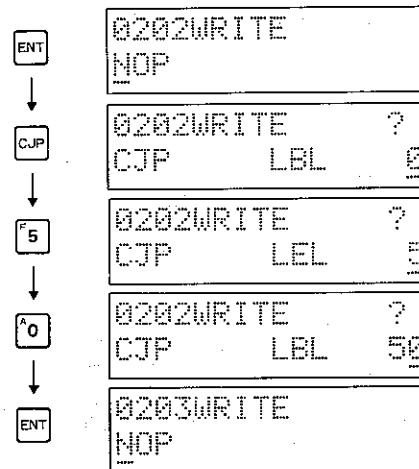 ENT
0202WRITE
NOP
CJP
0202WRITE ?
CJP LBL 0
F 5
0202WRITE ?
CJP LEL 5
A 0
0202WRITE ?
CJP LBL 50
ENT
0203WRITE
NOP